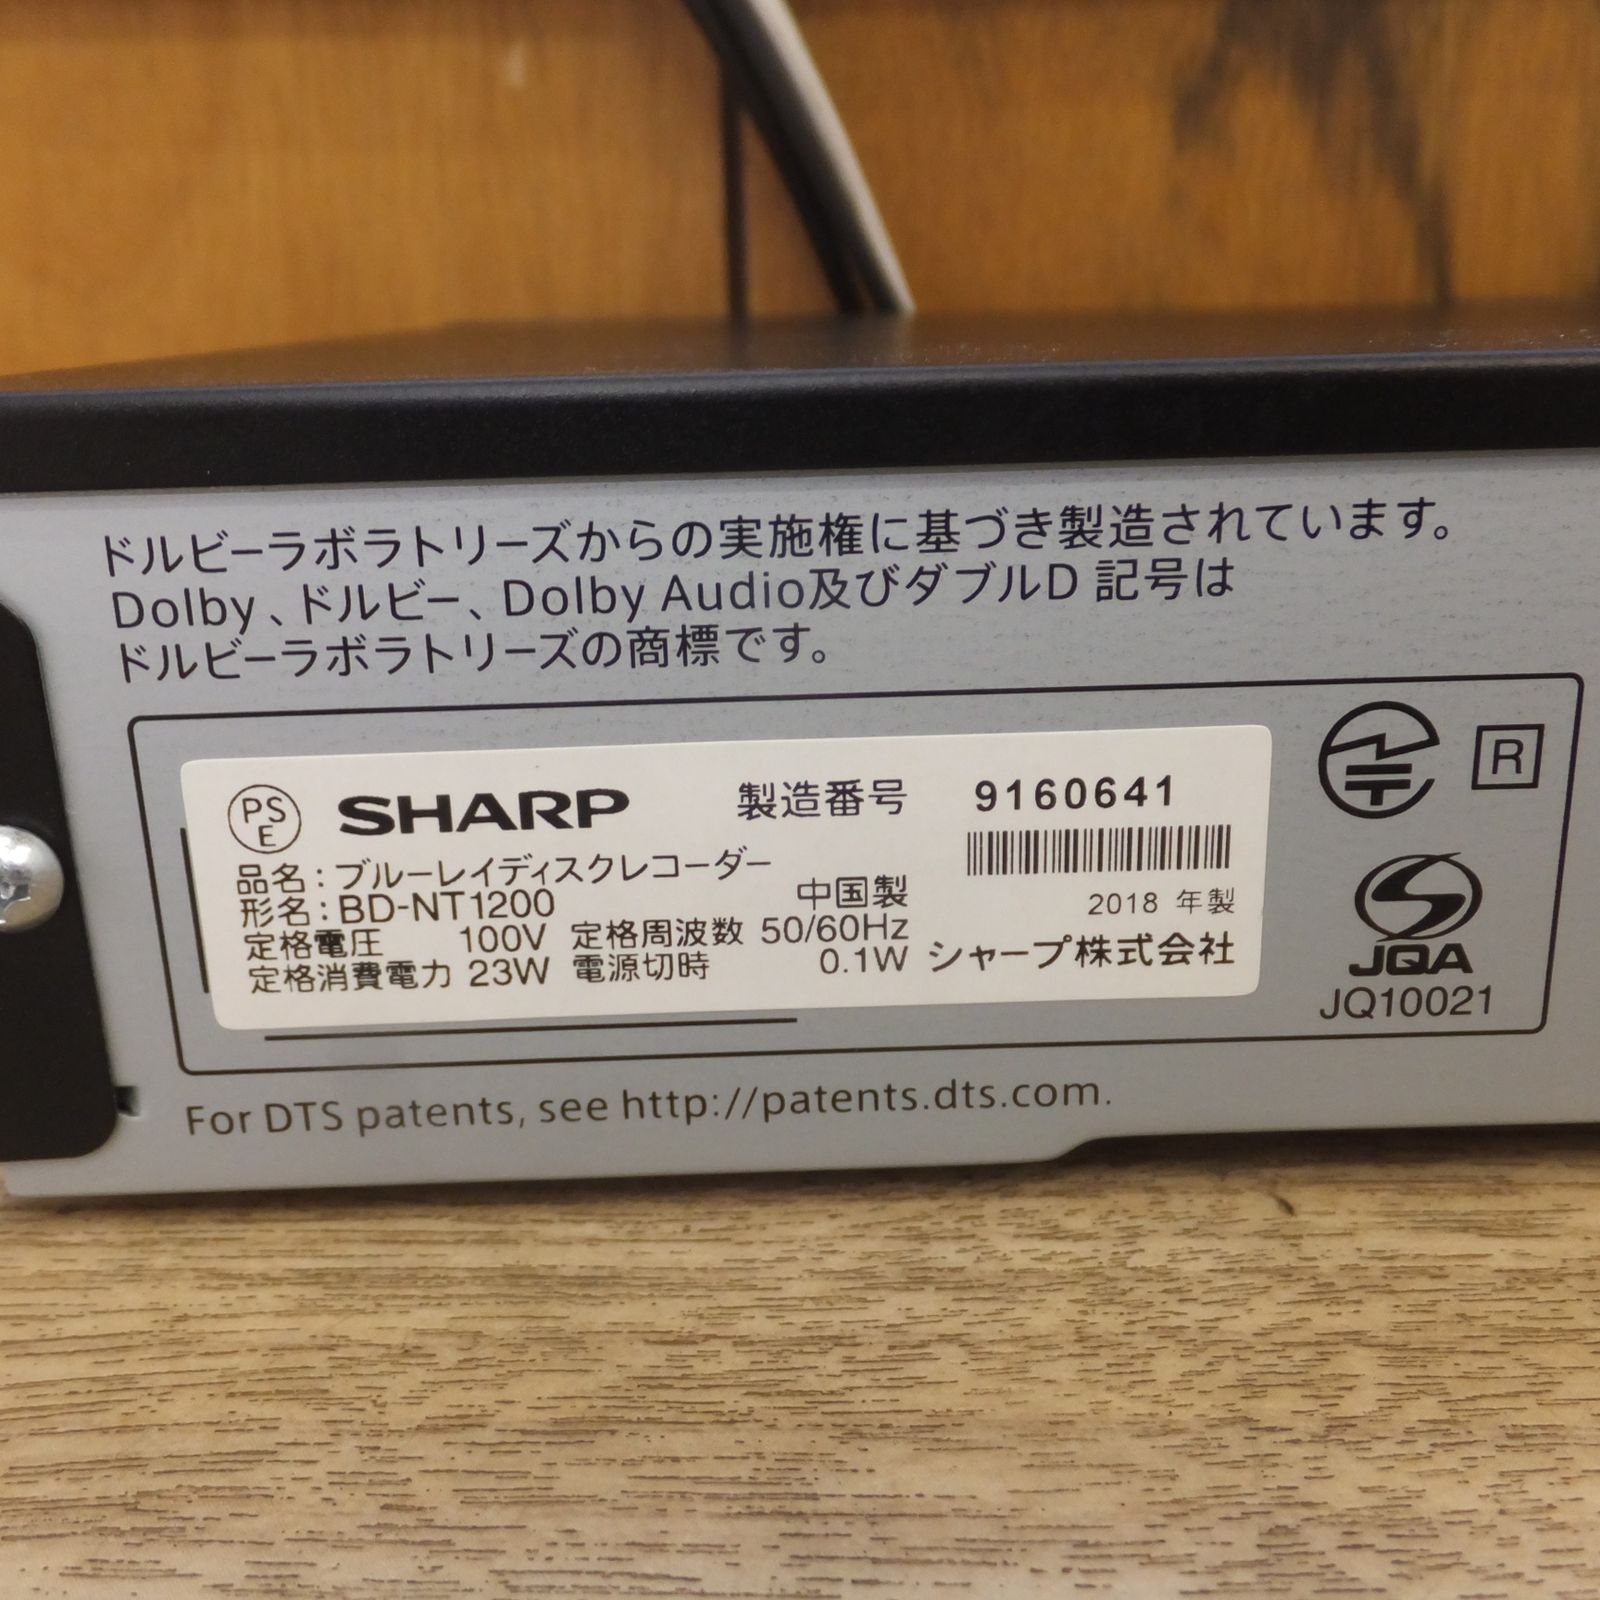 ドルビーラボラトリーズからの実施権に基づき製造されています。
Dolby、ドルビー、Dolby Audio及びダブルD 記号は
ドルビーラボラトリーズの商標です。
PS
E
SHARP 製造番号 9160641
品名：ブルーレイディスクレコーダー
形名：BD-NT1200 中国製 2018 年製
定格電圧 100V 定格周波数 50/60Hz
定格消費電力 23W 電源切時 0.1W シャープ株式会社
R
JQA
JQ10021
For DTS patents, see http://patents.dts.com.